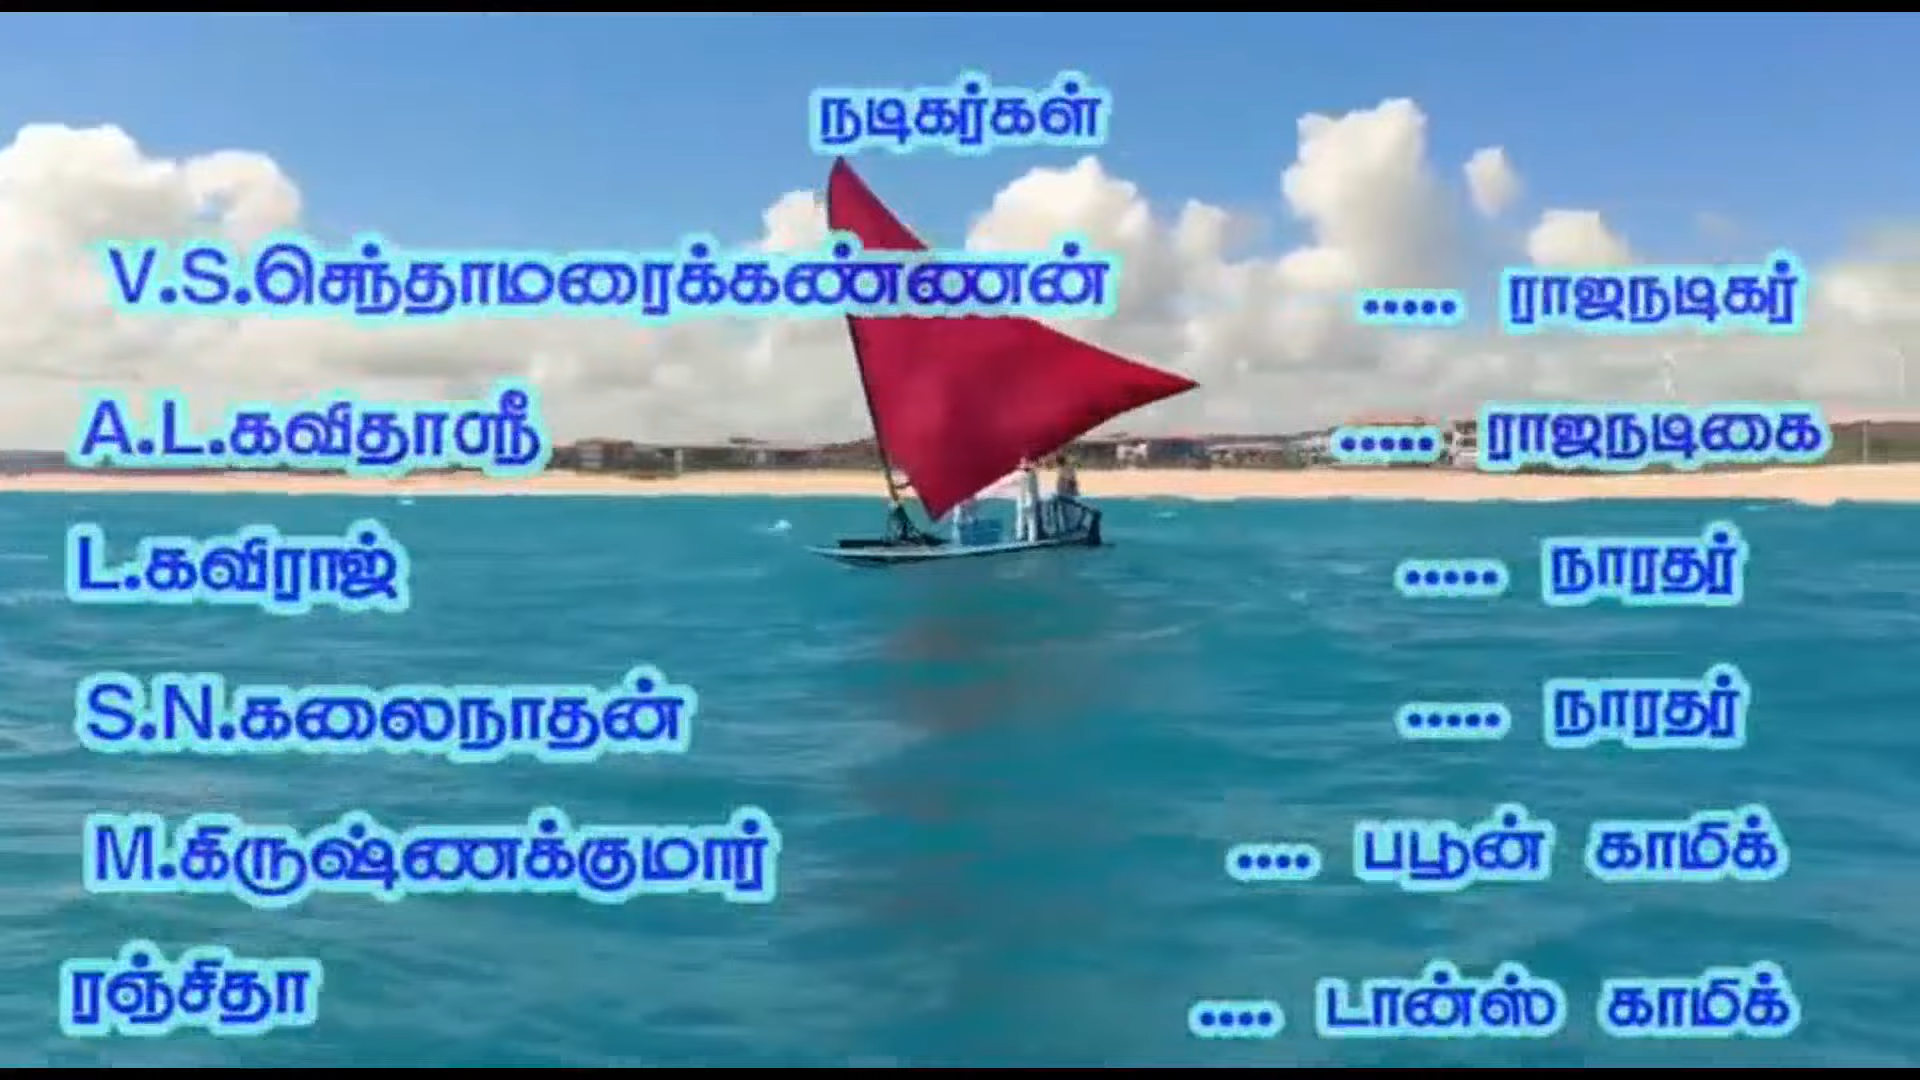 நடிகர்கள்
V.S.செந்தாமரைக்கண்ணன் ..... ராஜநடிகர்
A.L.கவிதாஸ்ரீ ..... ராஜநடிகை
L.கவிராஜ் ..... நாரதர்
S.N.கலைநாதன் ..... நாரதர்
M.கிருஷ்ணக்குமார் .... பபூன் காமிக்
ரஞ்சிதா .... டான்ஸ் காமிக்